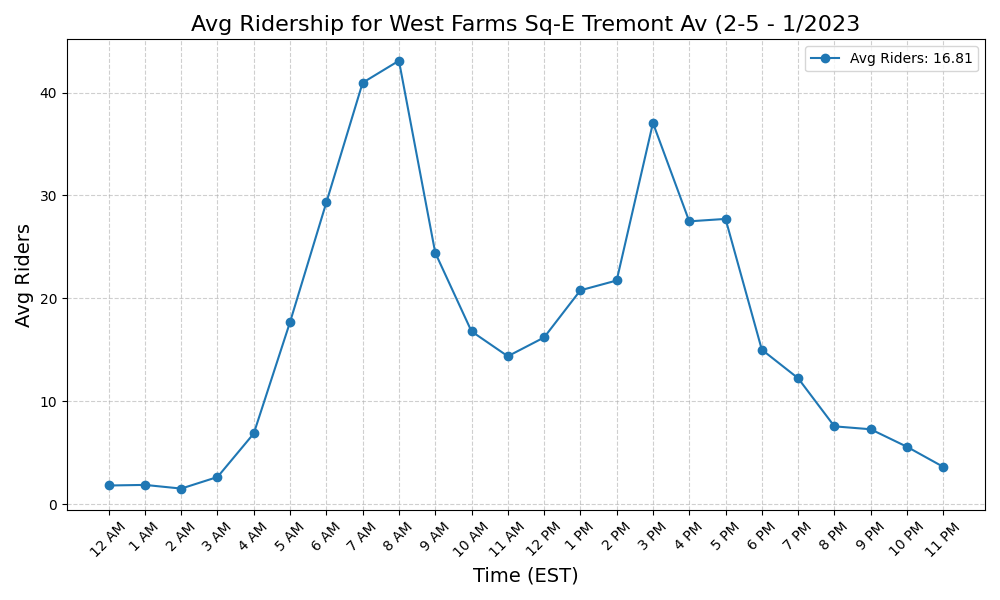 Avg Ridership for West Farms Sq-E Tremont Av (2-5 - 1/2023
Avg Riders: 16.81
Avg Riders
40
30
20
10
0
12 AM 1 AM 2 AM 3 AM 4 AM 5 AM 6 AM 7 AM 8 AM 9 AM 10 AM 11 AM 12 PM 1 PM 2 PM 3 PM 4 PM 5 PM 6 PM 7 PM 8 PM 9 PM 10 PM 11 PM
Time (EST)